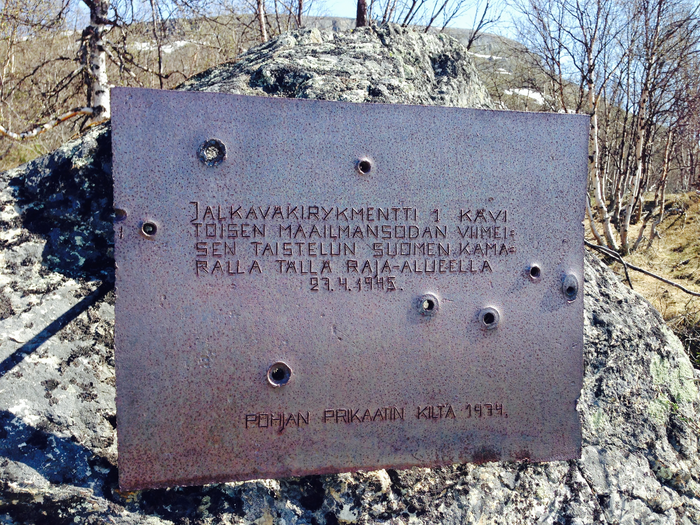 JALKAVÄKIRYKMENTTI 1 KÄVI
TOISEN MAAILMANSODAN VIIMEI=
SEN TAISTELUN SUOMEN KAMA=
RALLA TÄLLÄ RAJA-ALUEELLA
27.4.1945.
POHJAN PRIKAATIN KILTA 1974.